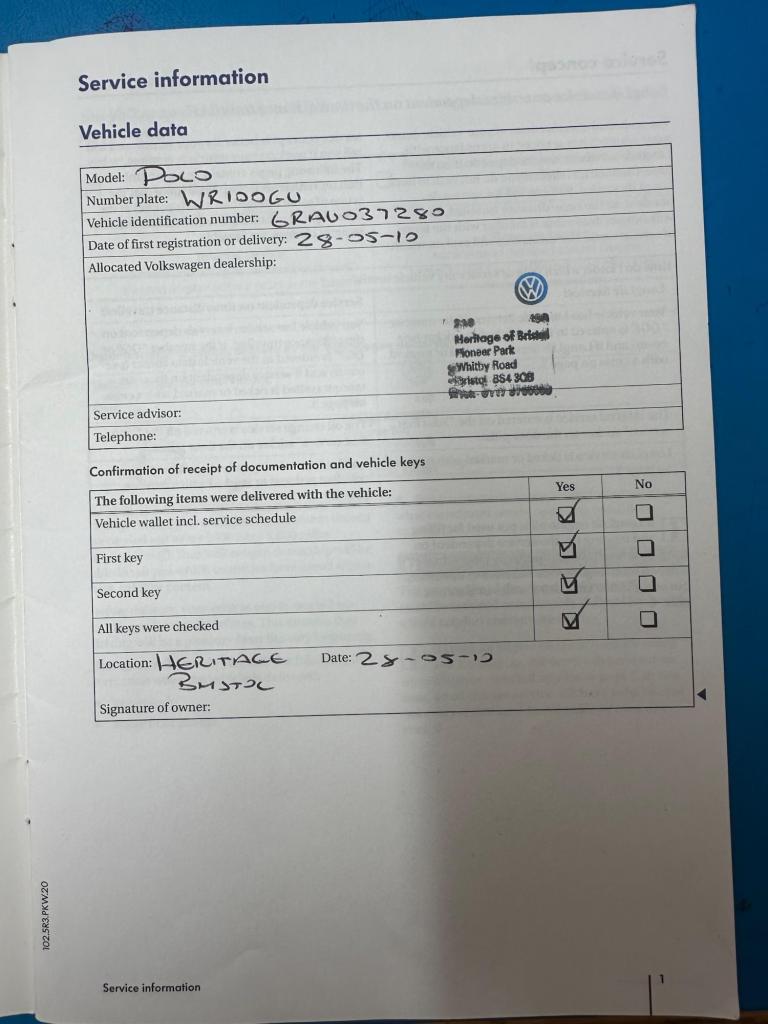 Service information
Vehicle data
Model: POLO
Number plate: WR10OGU
Vehicle identification number: 6RAU037280
Date of first registration or delivery: 28-05-10
Allocated Volkswagen dealership:
Heritage of Bristol
Pioneer Park
Whitby Road
Bristol BS4 3QB
Service advisor:
Telephone:
Confirmation of receipt of documentation and vehicle keys
The following items were delivered with the vehicle: Yes No
Vehicle wallet incl. service schedule
First key
Second key
All keys were checked
Location: HERITAGE Date: 28-05-10
BRISTOL
Signature of owner:
102.5R3.PKW.20
Service information 1